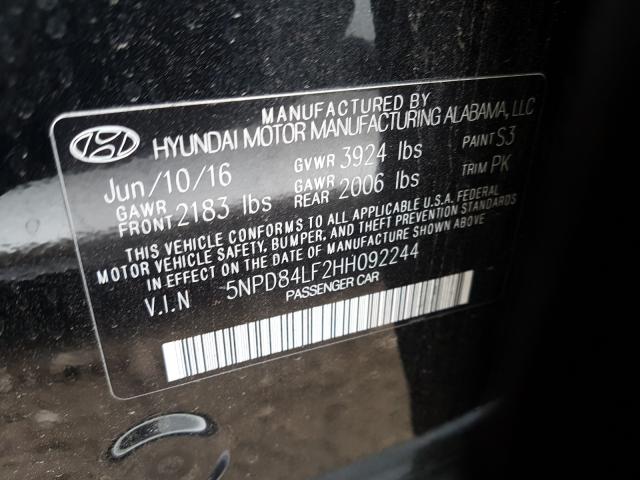 MANUFACTURED BY
HYUNDAI MOTOR MANUFACTURING ALABAMA, LLC
Jun/10/16 GVWR 3924 lbs PAINT S3
GAWR FRONT 2183 lbs GAWR REAR 2006 lbs TRIM PK
THIS VEHICLE CONFORMS TO ALL APPLICABLE U.S.A. FEDERAL
MOTOR VEHICLE SAFETY, BUMPER, AND THEFT PREVENTION STANDARDS
IN EFFECT ON THE DATE OF MANUFACTURE SHOWN ABOVE.
V.I.N 5NPD84LF2HH092244
PASSENGER CAR